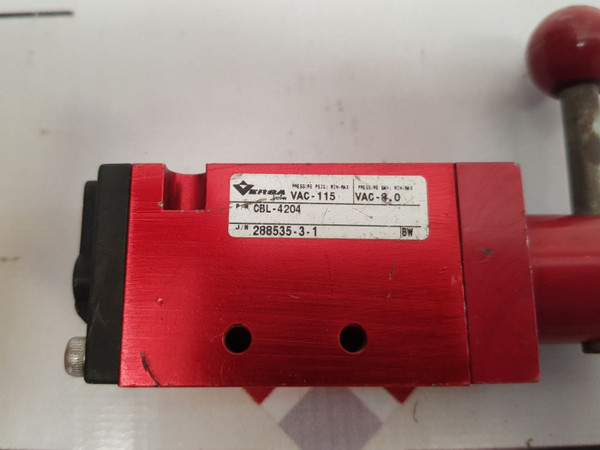 VERSA PRESSURE PSIG: MIN-MAX PRESSURE BAR: MIN-MAX
VAC-115 VAC-8.0
P/N CBL-4204
J/N 288535-3-1 BW